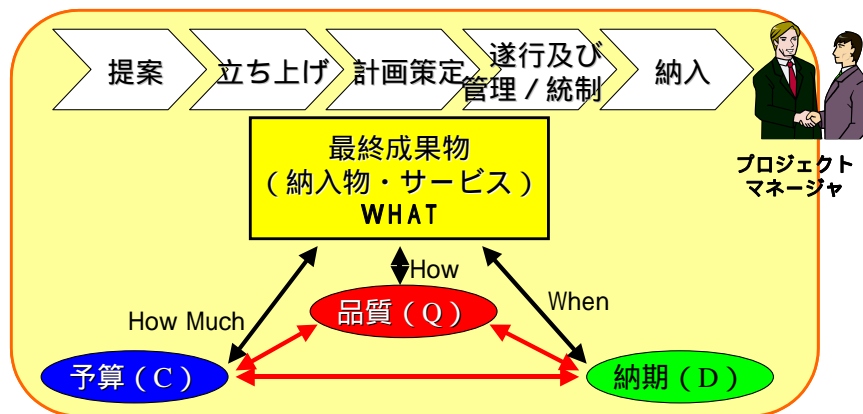 提案
立ち上げ
計画策定
遂行及び
管理/統制
納入
プロジェクト
マネージャ
最終成果物
(納入物・サービス)
WHAT
How
How Much
When
品質(Q)
予算(C)
納期(D)